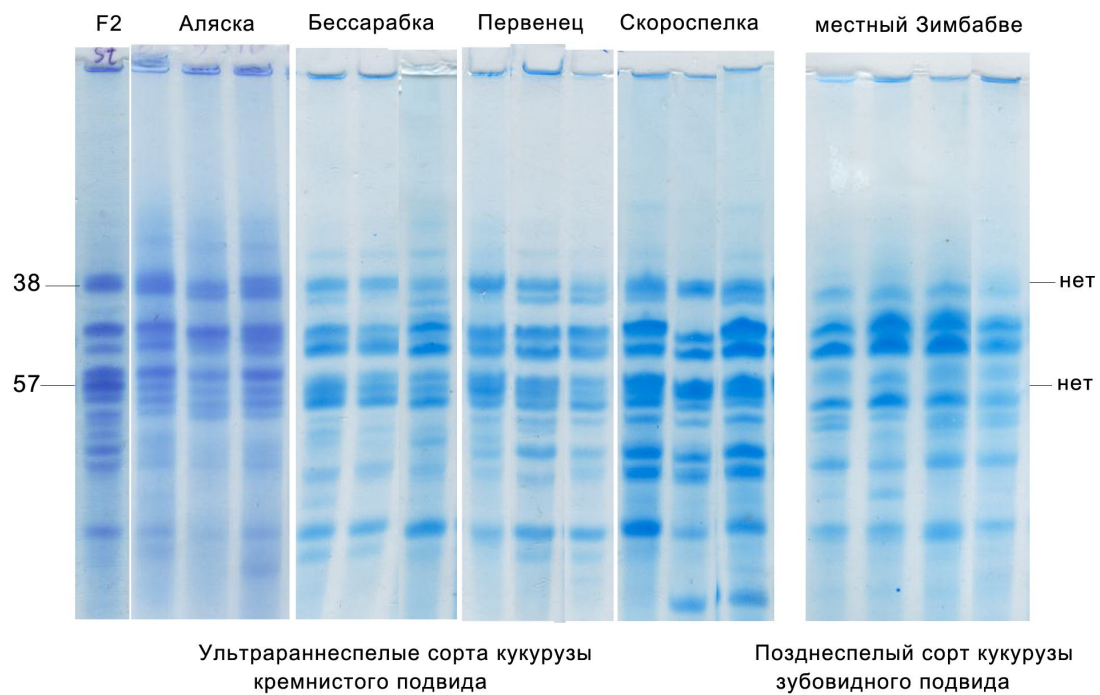 F2 Аляска Бессарабка Первенец Скороспелка местный Зимбабве
st
38 нет
57 нет
Ультрараннеспелые сорта кукурузы Позднеспелый сорт кукурузы
кремнистого подвида зубовидного подвида